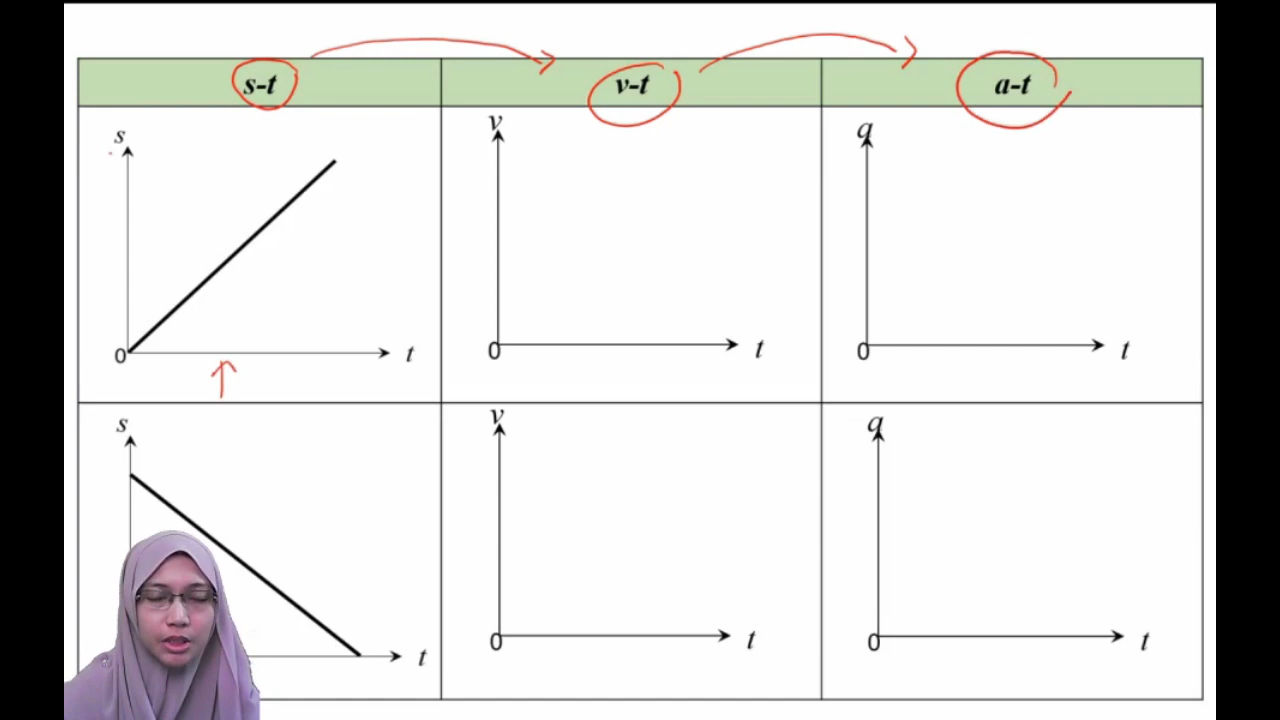 s-t v-t a-t
s v a
0 t 0 t 0 t
s v a
t 0 t 0 t